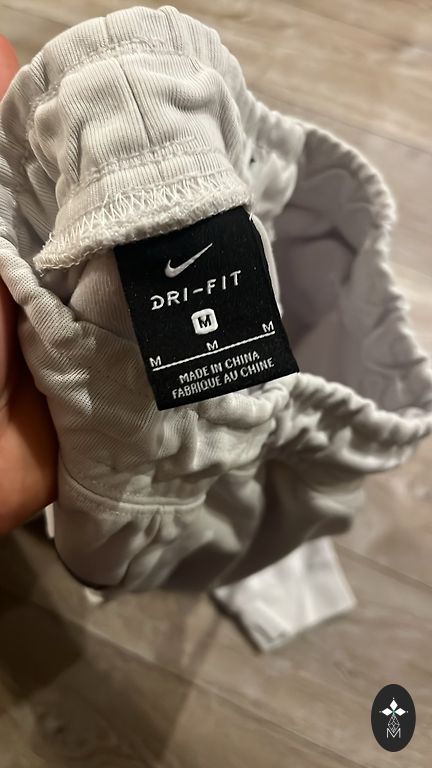 DRI-FIT
M
M M M
MADE IN CHINA
FABRIQUE AU CHINE
M